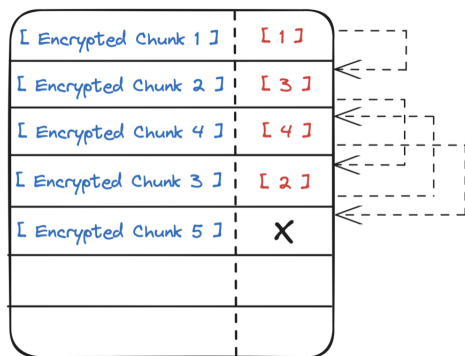 [ Encrypted Chunk 1 ] [ 1 ]
[ Encrypted Chunk 2 ] [ 3 ]
[ Encrypted Chunk 4 ] [ 4 ]
[ Encrypted Chunk 3 ] [ 2 ]
[ Encrypted Chunk 5 ] X